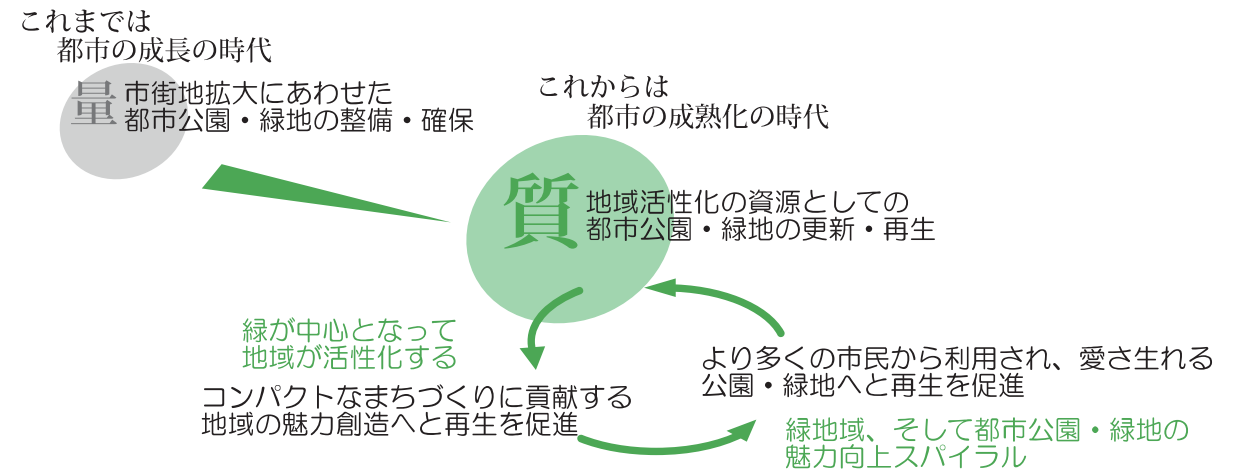 これまでは
都市の成長の時代
量
市街地拡大にあわせた
都市公園・緑地の整備・確保
これからは
都市の成熟化の時代
質
地域活性化の資源としての
都市公園・緑地の更新・再生
緑が中心となって
地域が活性化する
コンパクトなまちづくりに貢献する
地域の魅力創造へと再生を促進
より多くの市民から利用され、愛さ生れる
公園・緑地へと再生を促進
緑地域、そして都市公園・緑地の
魅力向上スパイラル